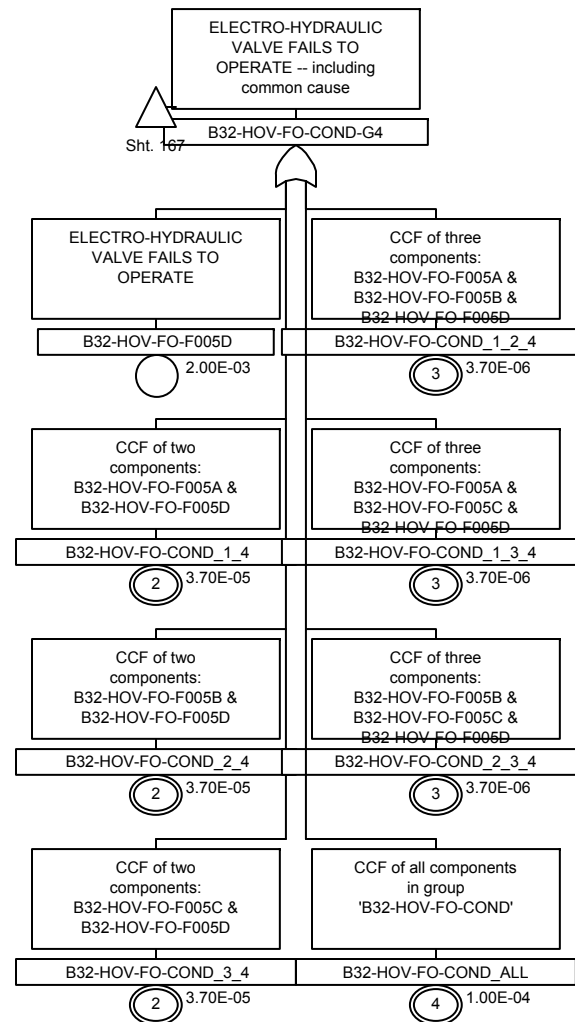 ELECTRO-HYDRAULIC
VALVE FAILS TO
OPERATE -- including
common cause
Sht. 167
B32-HOV-FO-COND-G4
ELECTRO-HYDRAULIC
VALVE FAILS TO
OPERATE
B32-HOV-FO-F005D
2.00E-03
CCF of three
components:
B32-HOV-FO-F005A &
B32-HOV-FO-F005B &
B32-HOV-FO-F005D
B32-HOV-FO-COND_1_2_4
3
3.70E-06
CCF of two
components:
B32-HOV-FO-F005A &
B32-HOV-FO-F005D
B32-HOV-FO-COND_1_4
2
3.70E-05
CCF of three
components:
B32-HOV-FO-F005A &
B32-HOV-FO-F005C &
B32-HOV-FO-F005D
B32-HOV-FO-COND_1_3_4
3
3.70E-06
CCF of two
components:
B32-HOV-FO-F005B &
B32-HOV-FO-F005D
B32-HOV-FO-COND_2_4
2
3.70E-05
CCF of three
components:
B32-HOV-FO-F005B &
B32-HOV-FO-F005C &
B32-HOV-FO-F005D
B32-HOV-FO-COND_2_3_4
3
3.70E-06
CCF of two
components:
B32-HOV-FO-F005C &
B32-HOV-FO-F005D
B32-HOV-FO-COND_3_4
2
3.70E-05
CCF of all components
in group
'B32-HOV-FO-COND'
B32-HOV-FO-COND_ALL
4
1.00E-04